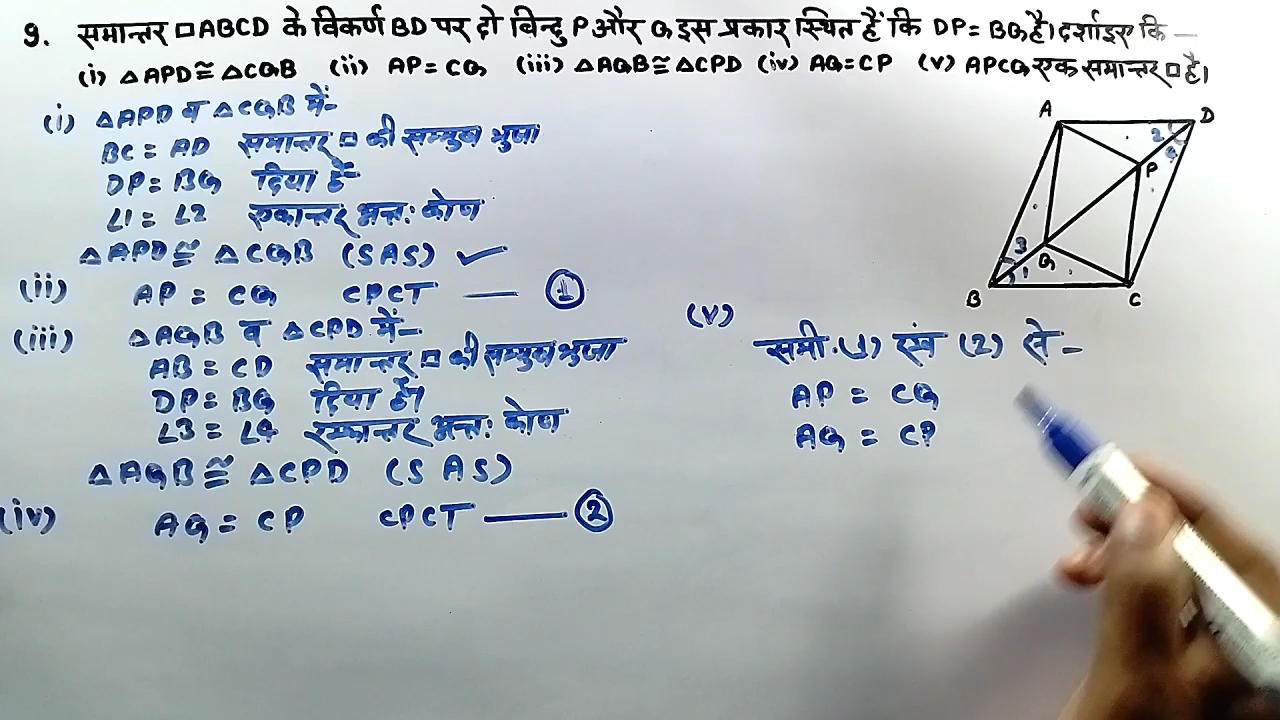 9. समान्तर □ABCD के विकर्ण BD पर दो बिन्दु P और Q इस प्रकार स्थित हैं कि DP = BQ है। दर्शाइए कि —
(i) △APD ≅ △CQB (ii) AP = CQ (iii) △AQB ≅ △CPD (iv) AQ = CP (v) APCQ एक समान्तर □ है।
(i) △APD व △CQB में-
BC = AD समान्तर □ की सम्मुख भुजा
DP = BQ दिया है
∠1 = ∠2 एकान्तर अन्तः कोण
△APD ≅ △CQB (SAS) ✓
(ii) AP = CQ CPCT — ①
(iii) △AQB व △CPD में-
AB = CD समान्तर □ की सम्मुख भुजा
DP = BQ दिया है।
∠3 = ∠4 एकान्तर अन्तः कोण
△AQB ≅ △CPD (SAS)
(iv) AQ = CP CPCT — ②
A
D
2
4
P
3
Q
1
B
C
(v)
समी. (1) एवं (2) से -
AP = CQ
AQ = CP